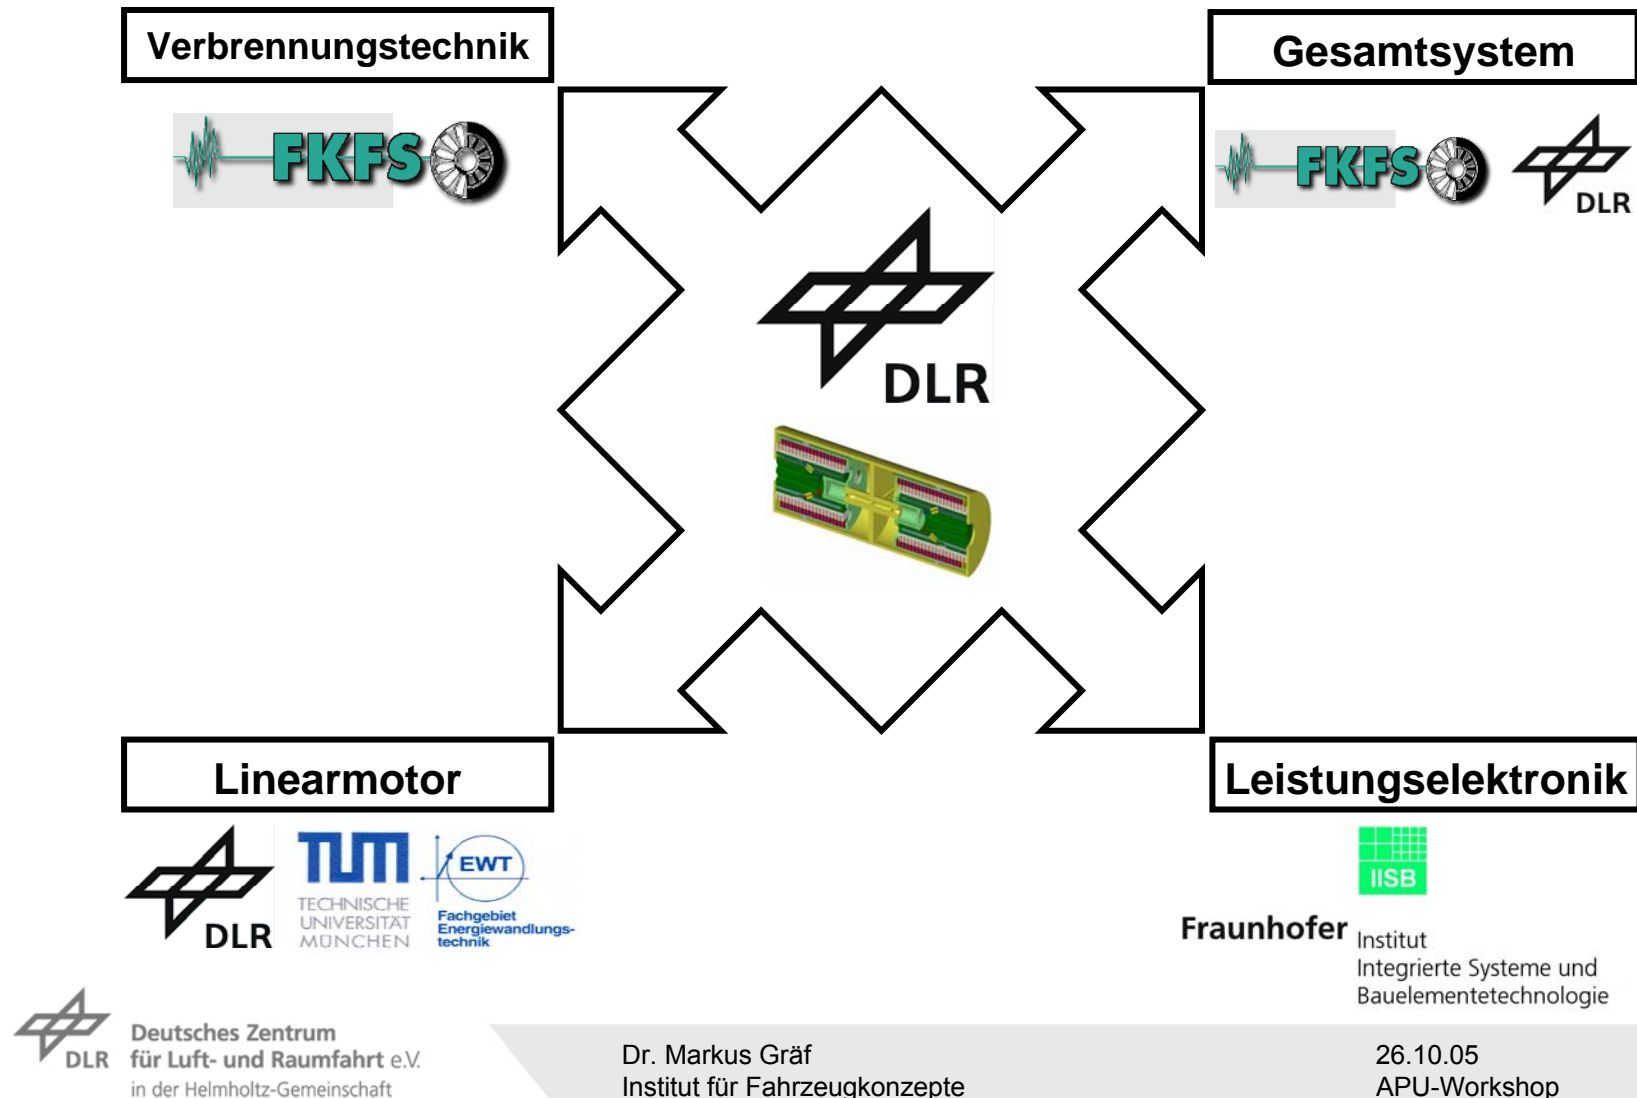 Verbrennungstechnik
Gesamtsystem
FKFS
FKFS
DLR
DLR
Linearmotor
Leistungselektronik
DLR
TUM
TECHNISCHE
UNIVERSITÄT
MÜNCHEN
EWT
Fachgebiet
Energiewandlungs-
technik
IISB
Fraunhofer
Institut
Integrierte Systeme und
Bauelementetechnologie
DLR
Deutsches Zentrum
für Luft- und Raumfahrt e.V.
in der Helmholtz-Gemeinschaft
Dr. Markus Gräf
Institut für Fahrzeugkonzepte
26.10.05
APU-Workshop